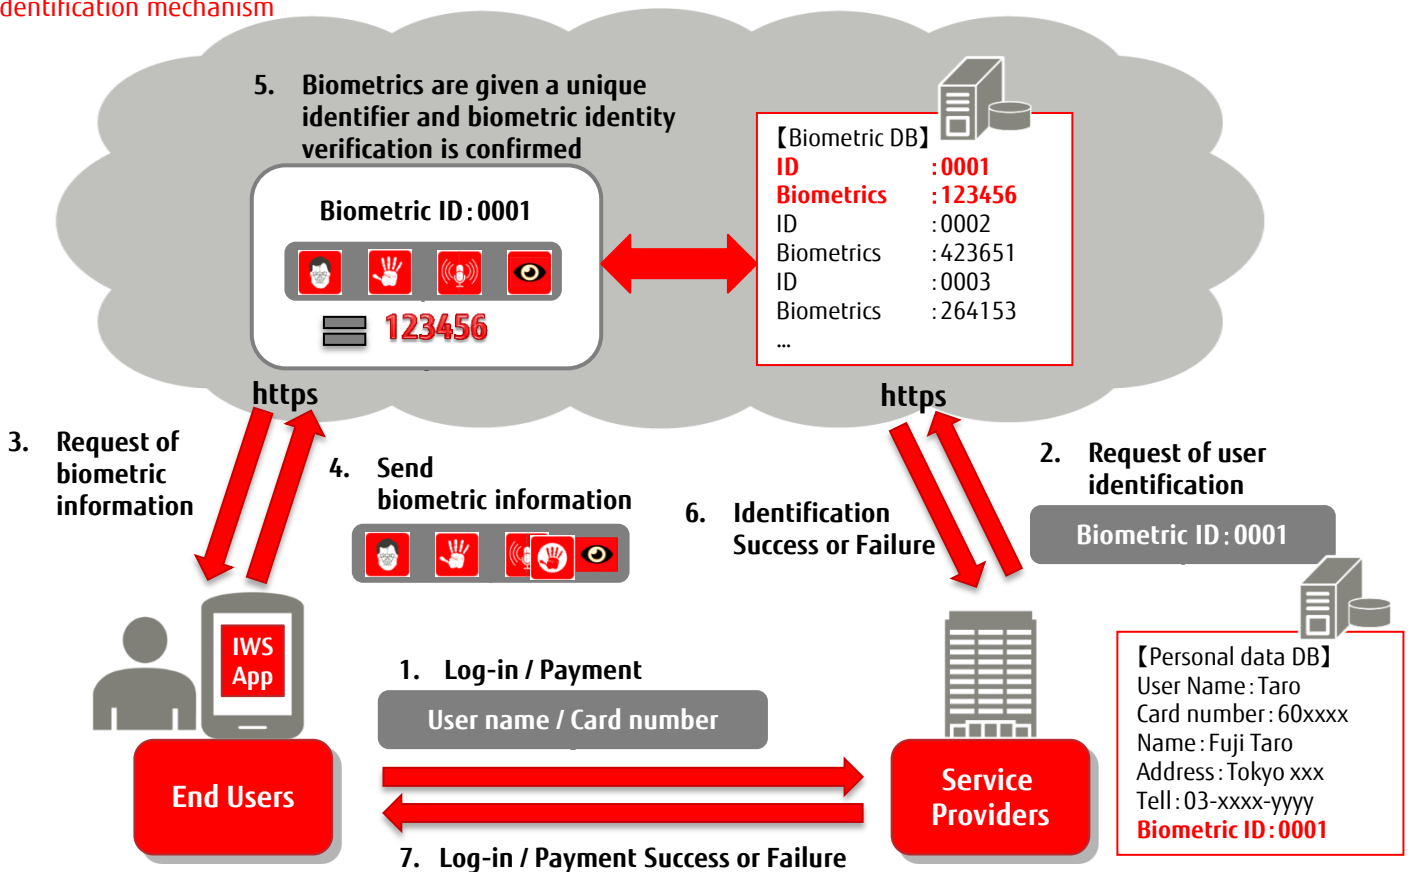 identification mechanism
5. Biometrics are given a unique
identifier and biometric identity
verification is confirmed
Biometric ID:0001
123456
【Biometric DB】
ID :0001
Biometrics :123456
ID :0002
Biometrics :423651
ID :0003
Biometrics :264153
...
https
https
3. Request of
biometric
information
4. Send
biometric information
6. Identification
Success or Failure
2. Request of user
identification
Biometric ID:0001
IWS
App
1. Log-in / Payment
User name / Card number
End Users
Service
Providers
7. Log-in / Payment Success or Failure
【Personal data DB】
User Name:Taro
Card number:60xxxx
Name:Fuji Taro
Address:Tokyo xxx
Tell:03-xxxx-yyyy
Biometric ID:0001